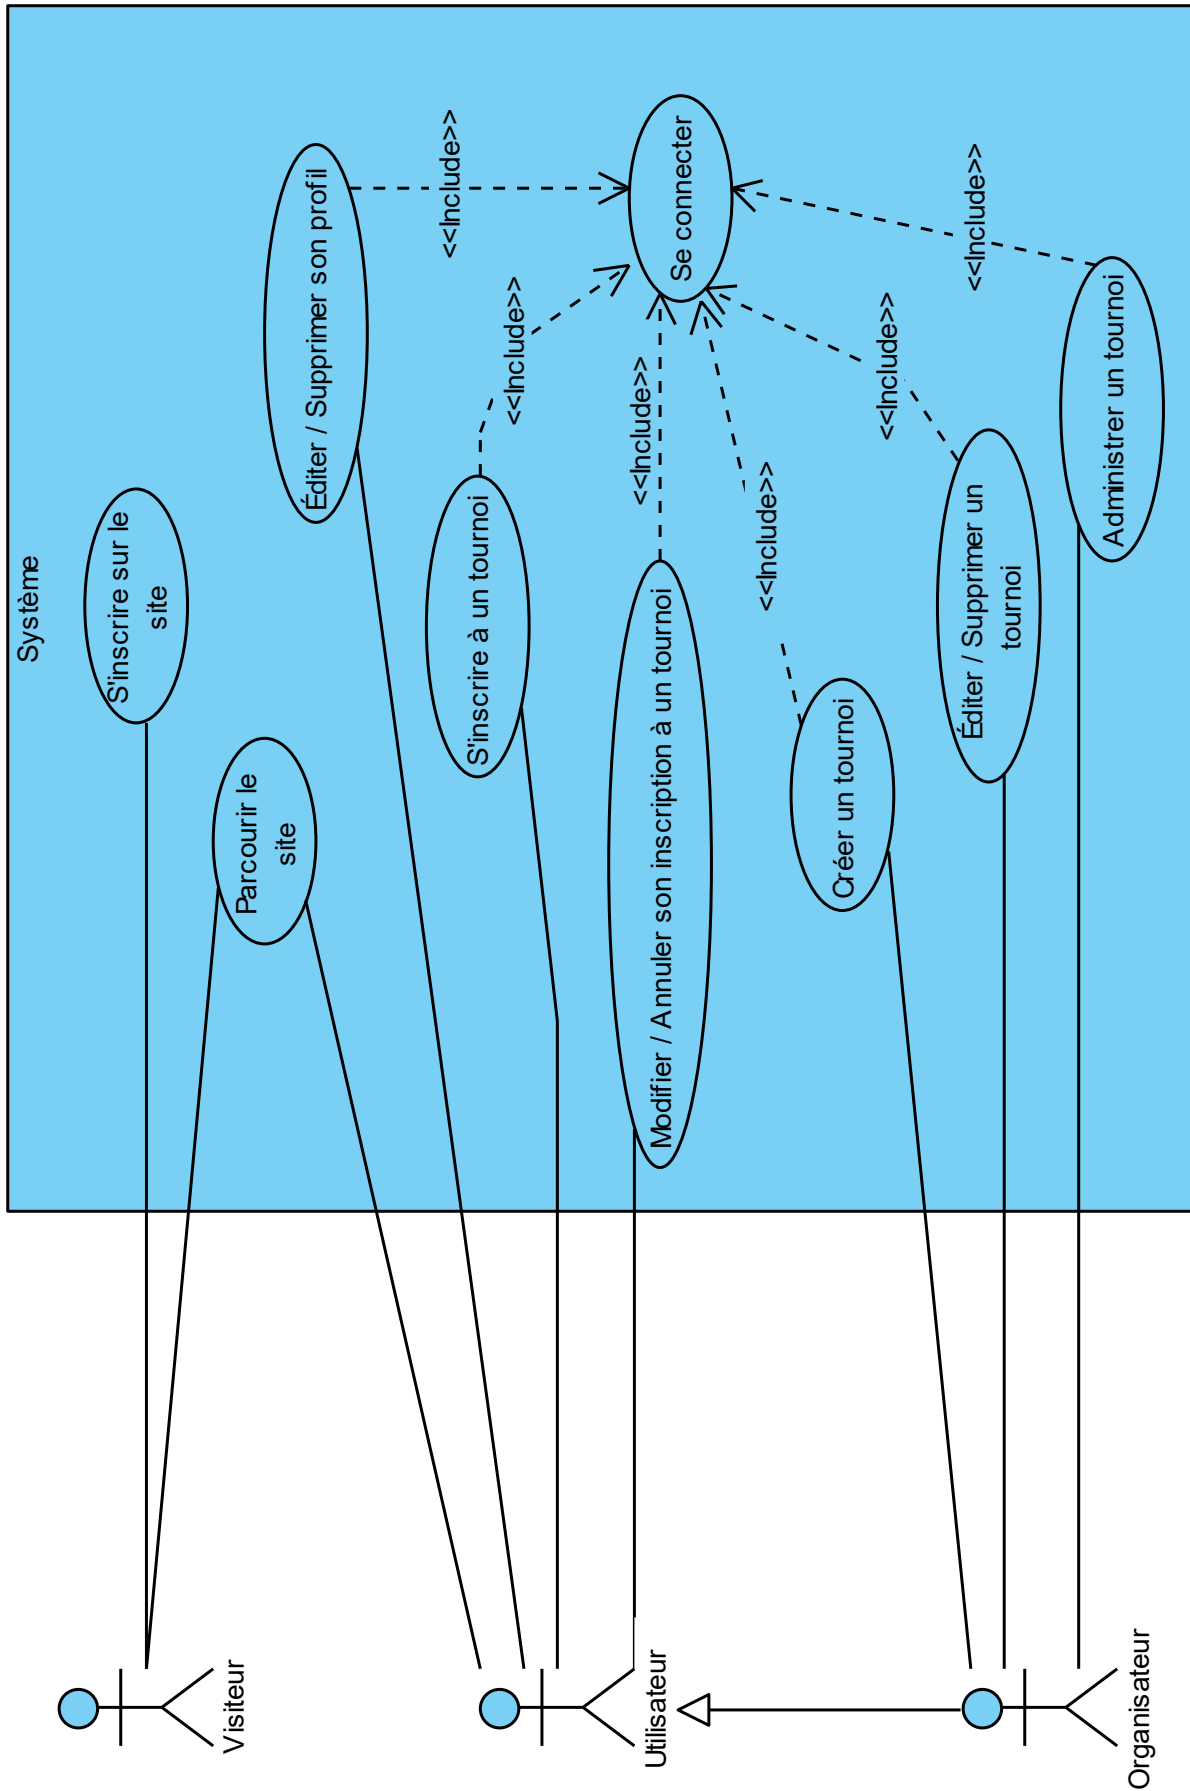 Système
S'inscrire sur le
site
Parcourir le
site
Éditer / Supprimer son profil
<<Include>>
S'inscrire à un tournoi
<<Include>>
Modifier / Annuler son inscription à un tournoi
<<Include>>
Se connecter
Créer un tournoi
<<Include>>
Éditer / Supprimer un
tournoi
<<Include>>
Administrer un tournoi
<<Include>>
Visiteur
Utilisateur
Organisateur